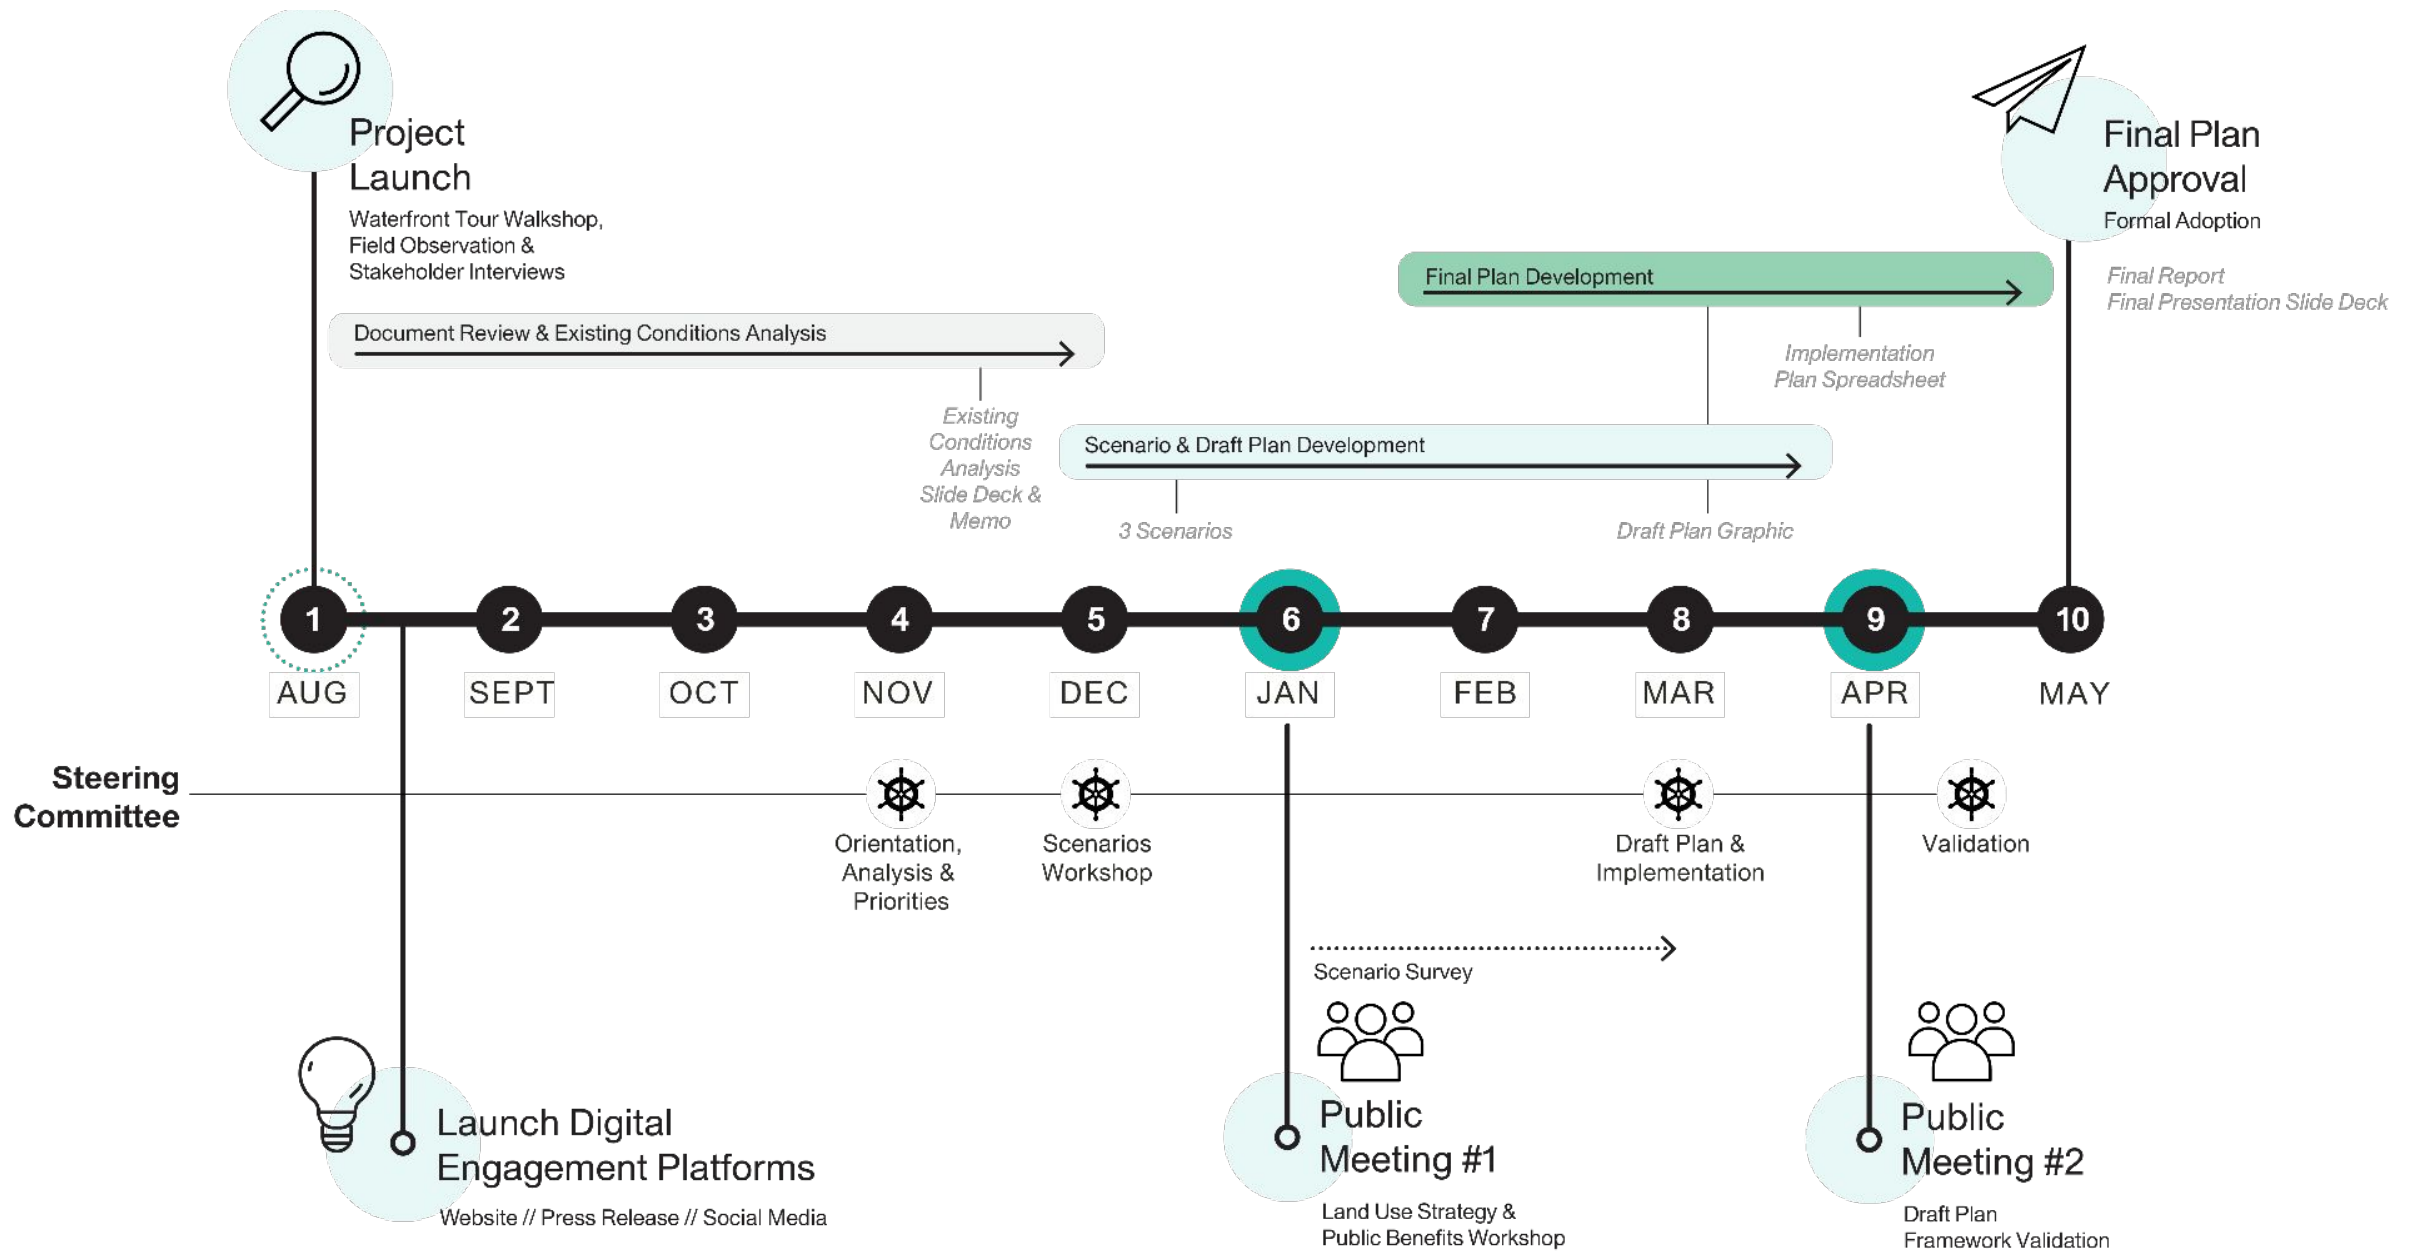 Project
Launch
Waterfront Tour Walkshop,
Field Observation &
Stakeholder Interviews
Final Plan
Approval
Formal Adoption
Final Report
Final Presentation Slide Deck
Final Plan Development
Implementation
Plan Spreadsheet
Document Review & Existing Conditions Analysis
Existing
Conditions
Analysis
Slide Deck &
Memo
Scenario & Draft Plan Development
3 Scenarios
Draft Plan Graphic
1
2
3
4
5
6
7
8
9
10
AUG
SEPT
OCT
NOV
DEC
JAN
FEB
MAR
APR
MAY
Steering
Committee
Orientation,
Analysis &
Priorities
Scenarios
Workshop
Draft Plan &
Implementation
Validation
Scenario Survey
Launch Digital
Engagement Platforms
Website // Press Release // Social Media
Public
Meeting #1
Land Use Strategy &
Public Benefits Workshop
Public
Meeting #2
Draft Plan
Framework Validation